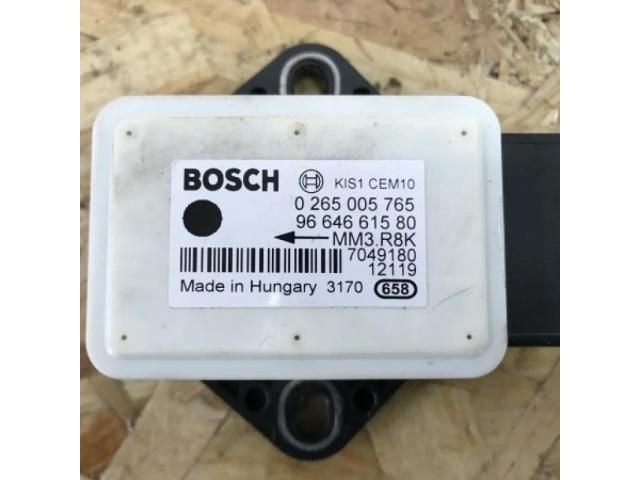 BOSCH KIS1 CEM10
0 265 005 765
96 646 615 80
MM3.R8K
7049180
12119
Made in Hungary 3170 658